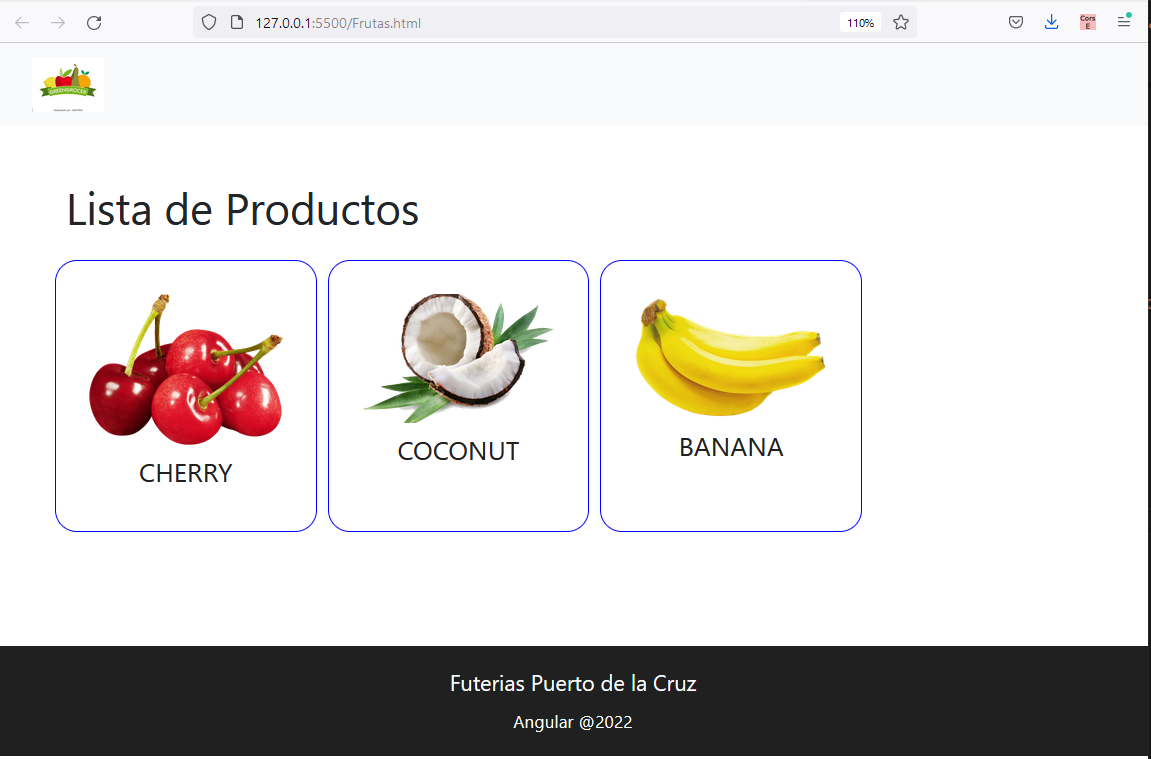 127.0.0.1:5500/Frutas.html
110%
Cors
E
GREENGROCER
Lista de Productos
CHERRY
COCONUT
BANANA
Futerias Puerto de la Cruz
Angular @2022